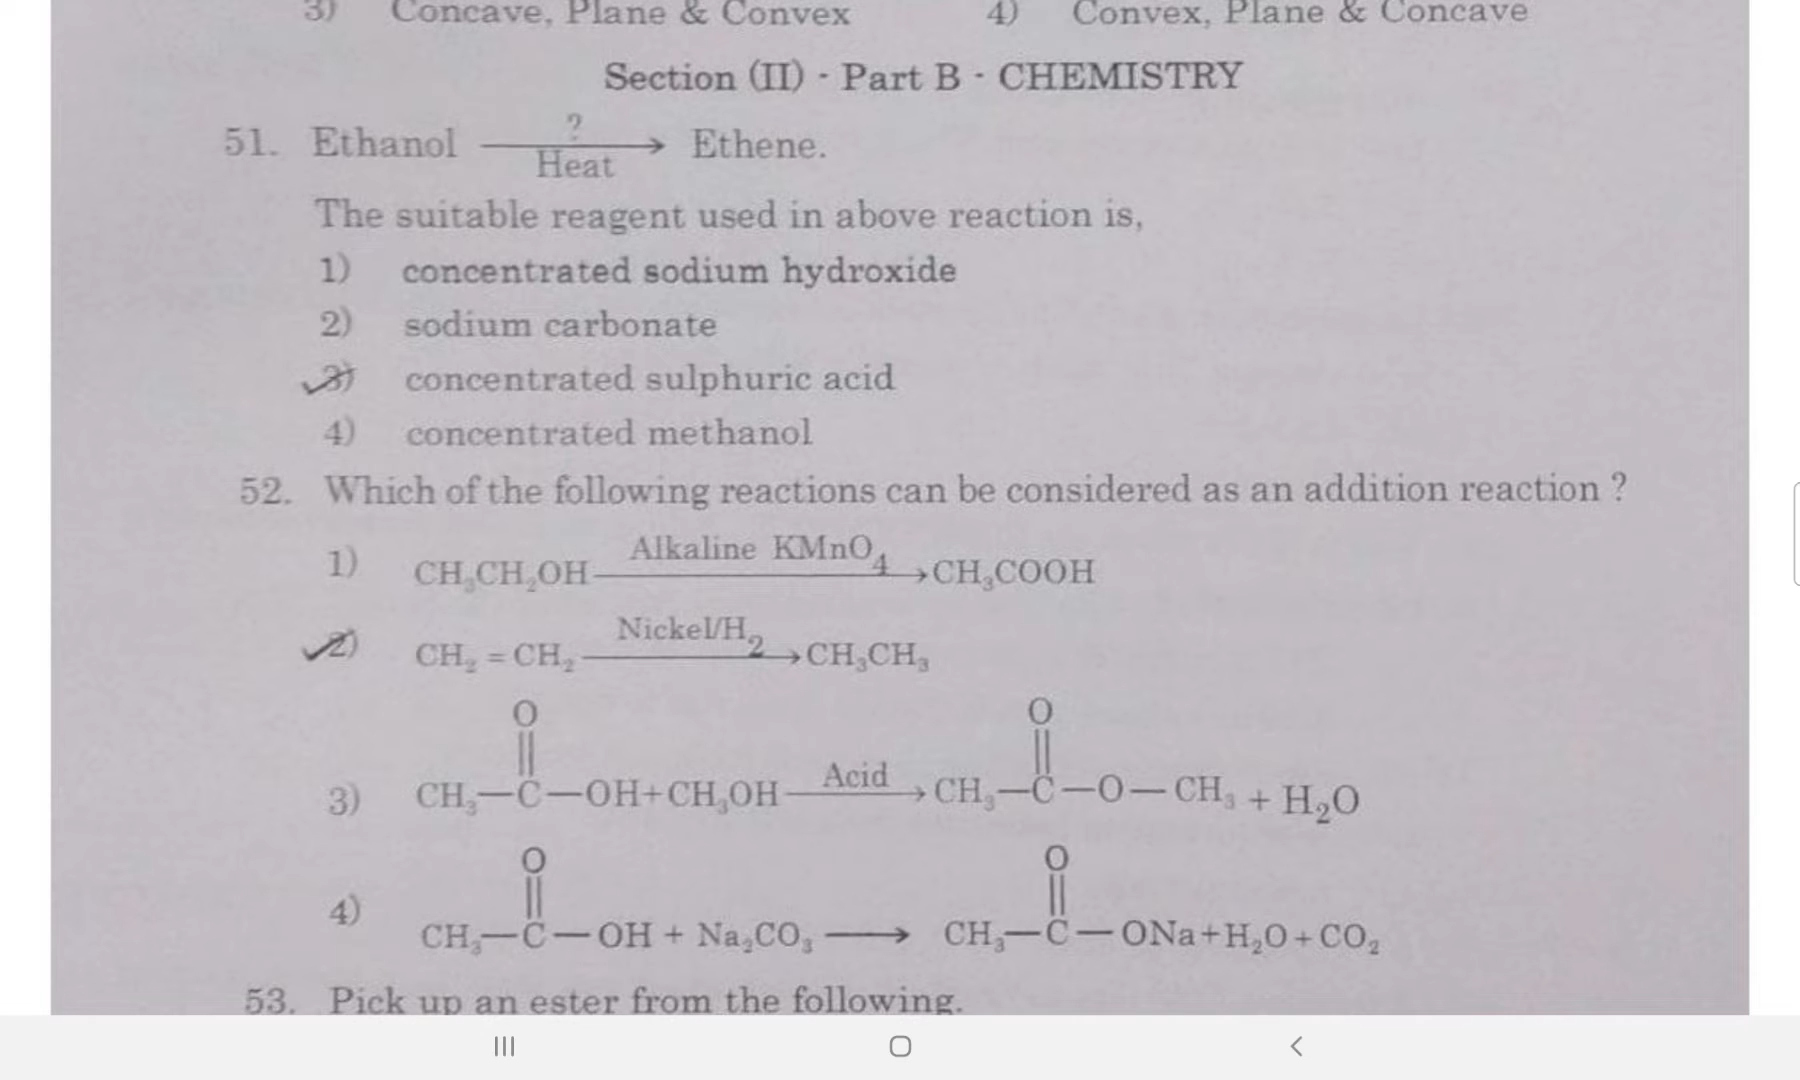 3) Concave, Plane & Convex 4) Convex, Plane & Concave
Section (II) - Part B - CHEMISTRY
51. Ethanol ? Heat → Ethene.
The suitable reagent used in above reaction is,
1) concentrated sodium hydroxide
2) sodium carbonate
3) concentrated sulphuric acid
4) concentrated methanol
52. Which of the following reactions can be considered as an addition reaction ?
1) CH₃CH₂OH Alkaline KMnO₄ → CH₃COOH
2) CH₂ = CH₂ Nickel/H₂ → CH₃CH₃
O O
3) CH₃—C—OH+CH₃OH Acid → CH₃—C—O—CH₃ + H₂O
O O
4) CH₃—C—OH + Na₂CO₃ → CH₃—C—ONa+H₂O+CO₂
53. Pick up an ester from the following.